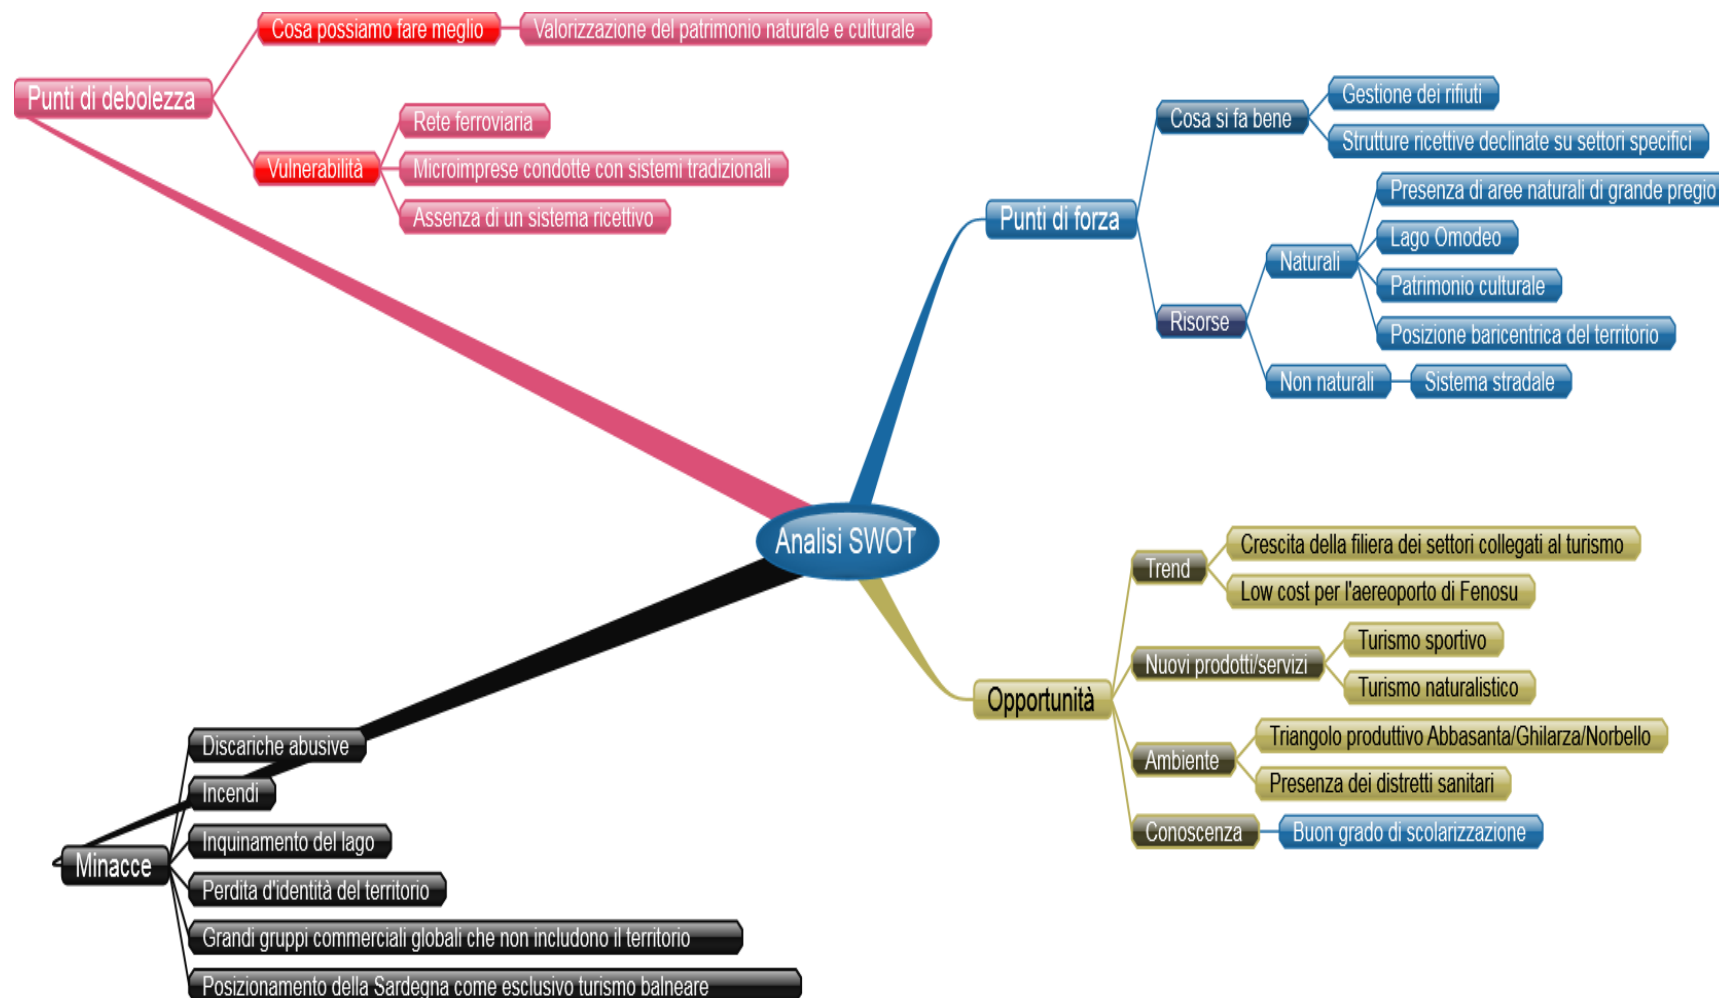 Punti di debolezza
Cosa possiamo fare meglio
Valorizzazione del patrimonio naturale e culturale
Vulnerabilità
Rete ferroviaria
Microimprese condotte con sistemi tradizionali
Assenza di un sistema ricettivo
Punti di forza
Cosa si fa bene
Gestione dei rifiuti
Strutture ricettive declinate su settori specifici
Risorse
Naturali
Presenza di aree naturali di grande pregio
Lago Omodeo
Patrimonio culturale
Posizione baricentrica del territorio
Non naturali
Sistema stradale
Analisi SWOT
Opportunità
Trend
Crescita della filiera dei settori collegati al turismo
Low cost per l'aereoporto di Fenosu
Nuovi prodotti/servizi
Turismo sportivo
Turismo naturalistico
Ambiente
Triangolo produttivo Abbasanta/Ghilarza/Norbello
Presenza dei distretti sanitari
Conoscenza
Buon grado di scolarizzazione
Minacce
Discariche abusive
Incendi
Inquinamento del lago
Perdita d'identità del territorio
Grandi gruppi commerciali globali che non includono il territorio
Posizionamento della Sardegna come esclusivo turismo balneare